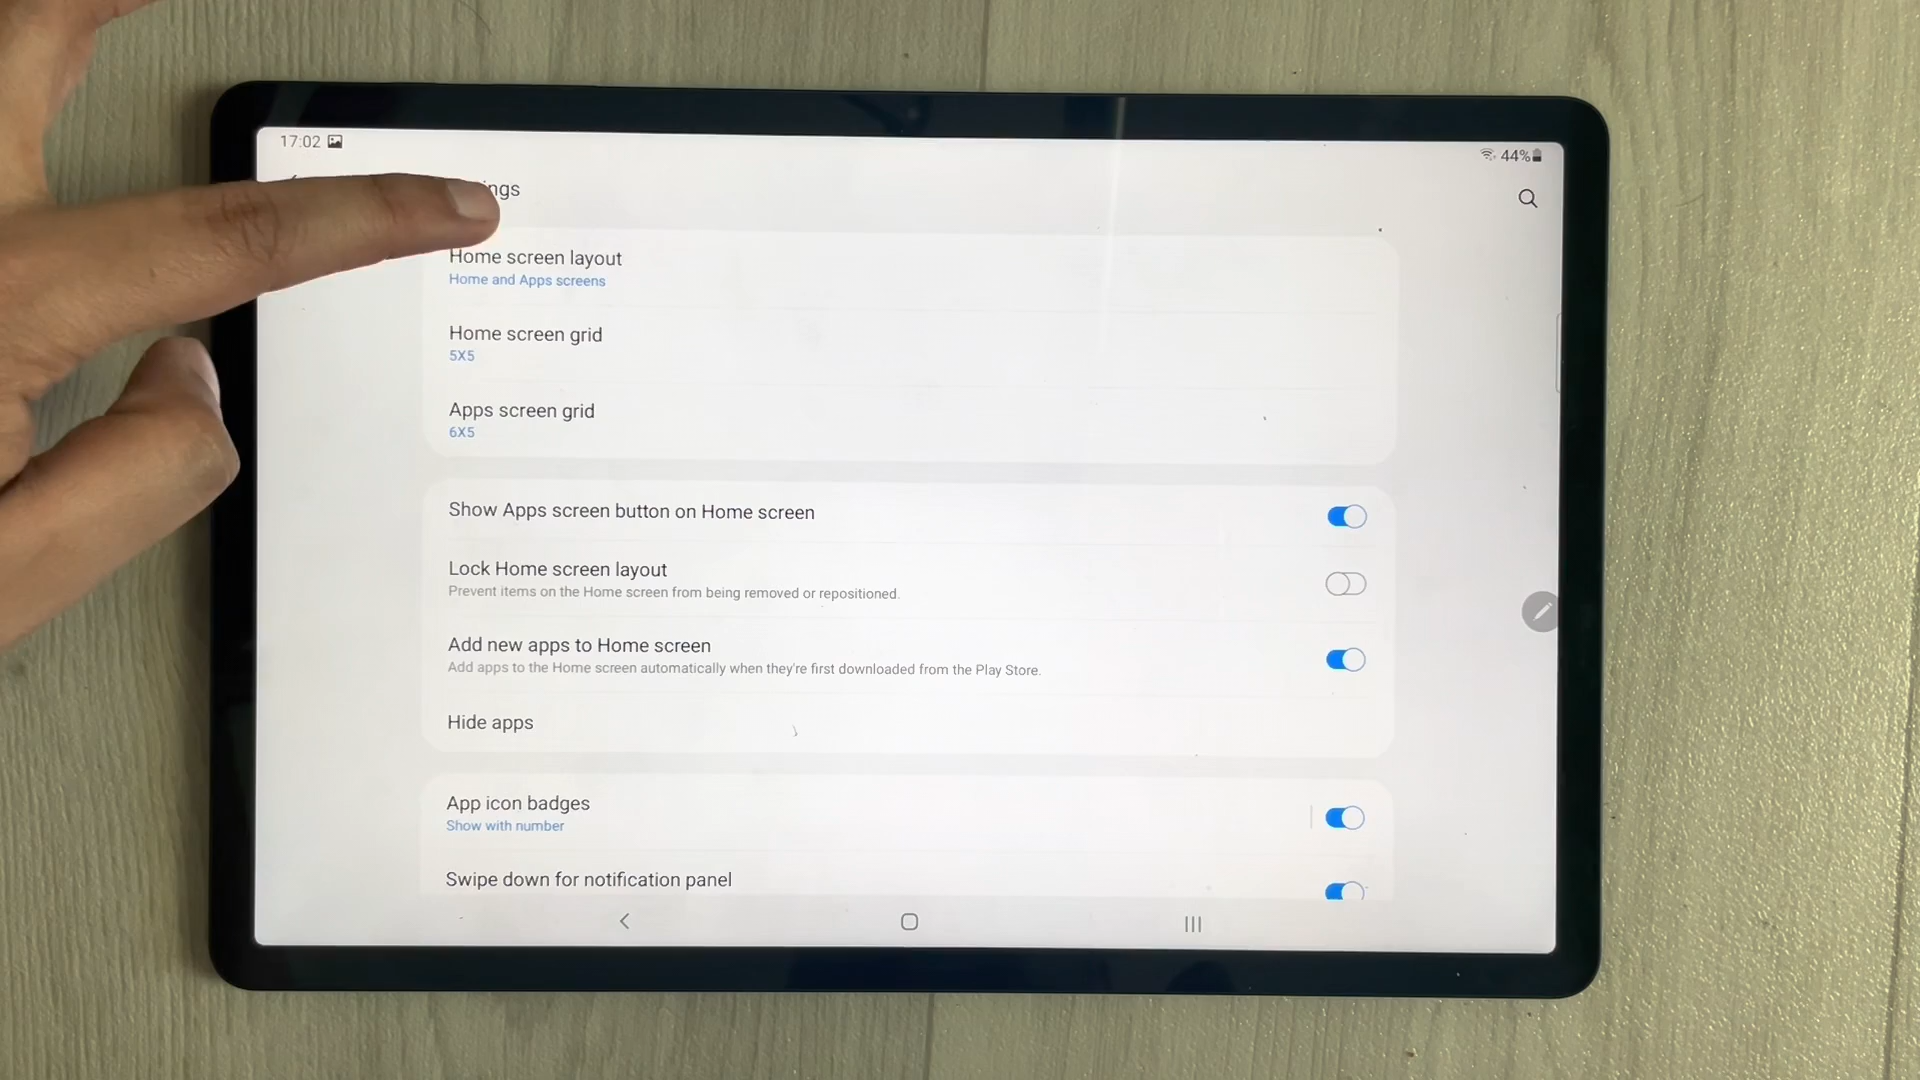 17:02
44%
ngs
Home screen layout
Home and Apps screens
Home screen grid
5X5
Apps screen grid
6X5
Show Apps screen button on Home screen
Lock Home screen layout
Prevent items on the Home screen from being removed or repositioned.
Add new apps to Home screen
Add apps to the Home screen automatically when they're first downloaded from the Play Store.
Hide apps
App icon badges
Show with number
Swipe down for notification panel